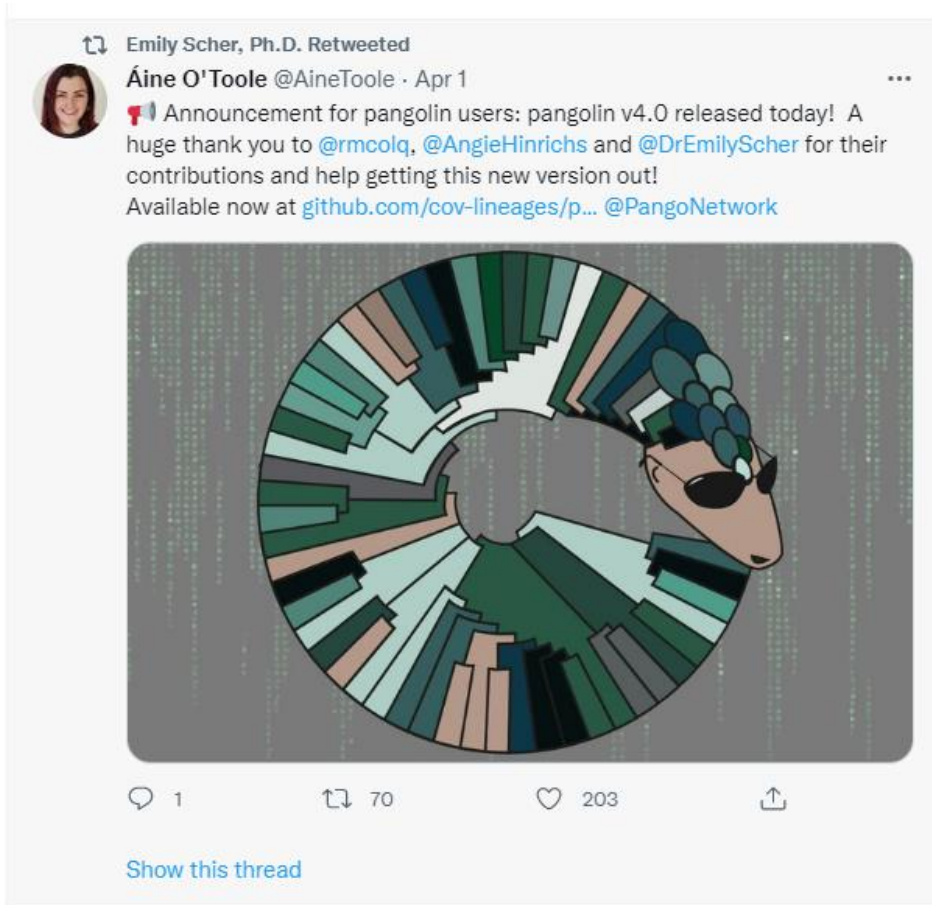 Emily Scher, Ph.D. Retweeted
Áine O'Toole @AineToole · Apr 1
📢 Announcement for pangolin users: pangolin v4.0 released today! A
huge thank you to @rmcolq, @AngieHinrichs and @DrEmilyScher for their
contributions and help getting this new version out!
Available now at github.com/cov-lineages/p... @PangoNetwork
1 70 203
Show this thread